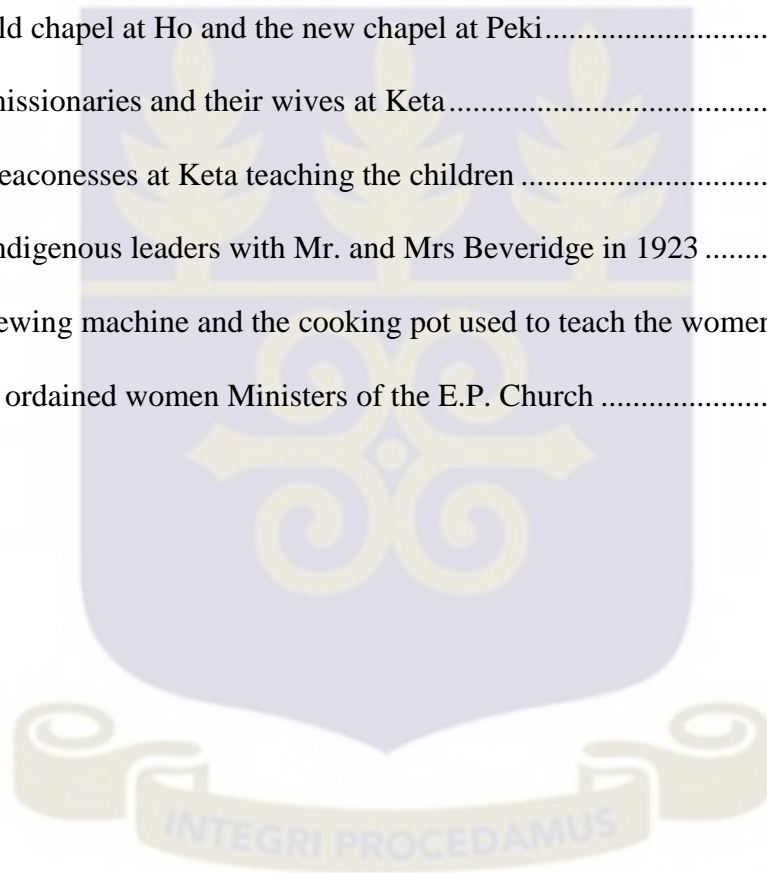 ld chapel at Ho and the new chapel at Peki.......................................
issionaries and their wives at Keta.......................................................
eaconesses at Keta teaching the children ..........................................
ndigenous leaders with Mr. and Mrs Beveridge in 1923 ..........
ewing machine and the cooking pot used to teach the women
ordained women Ministers of the E.P. Church ............................
INTEGRI PROCEDAMUS